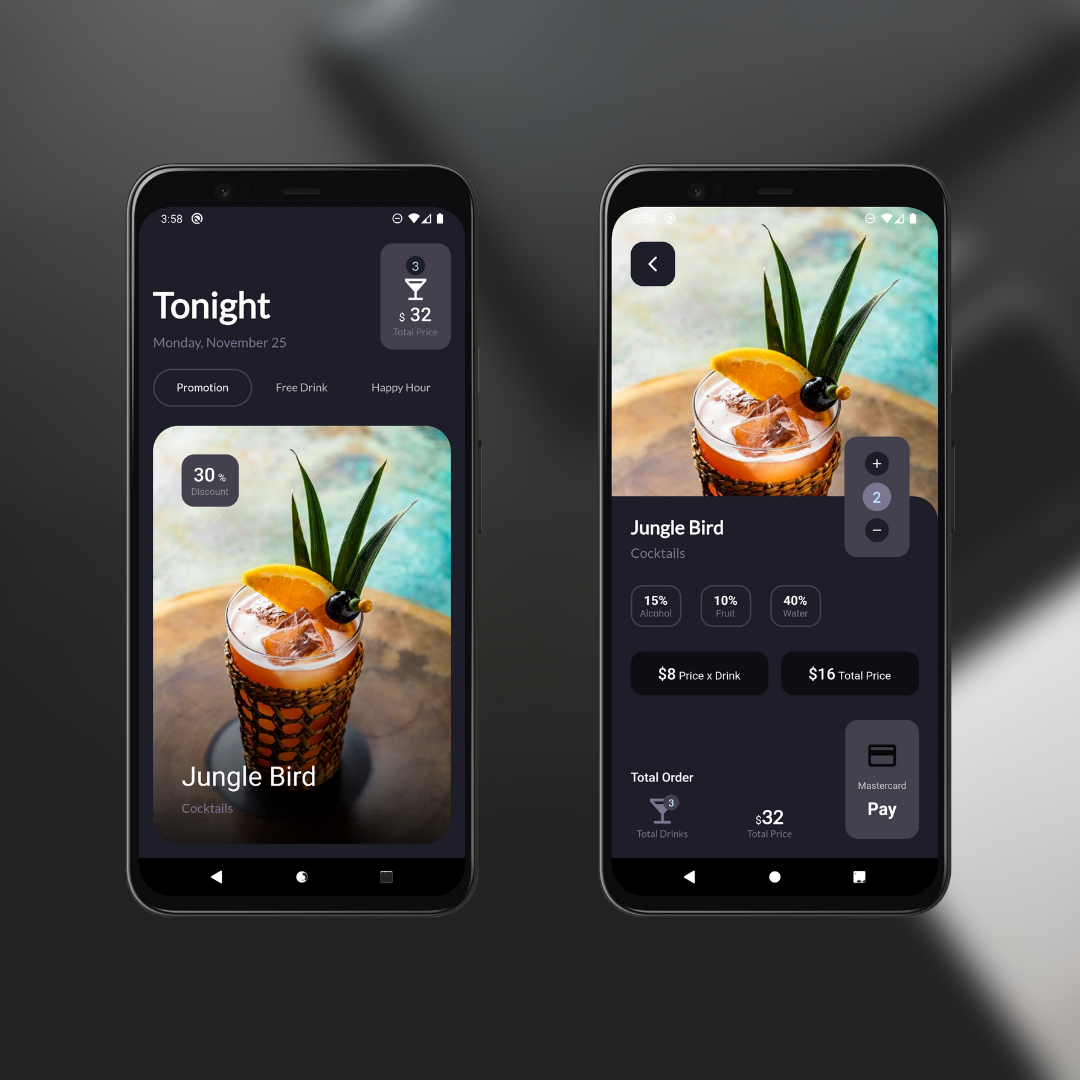 3:58
3
$ 32
Total Price
Tonight
Monday, November 25
Promotion
Free Drink
Happy Hour
30 %
Discount
Jungle Bird
Cocktails
3:58
+
2
−
Jungle Bird
Cocktails
15%
Alcohol
10%
Fruit
40%
Water
$8 Price x Drink
$16 Total Price
Total Order
3
Total Drinks
$32
Total Price
Mastercard
Pay